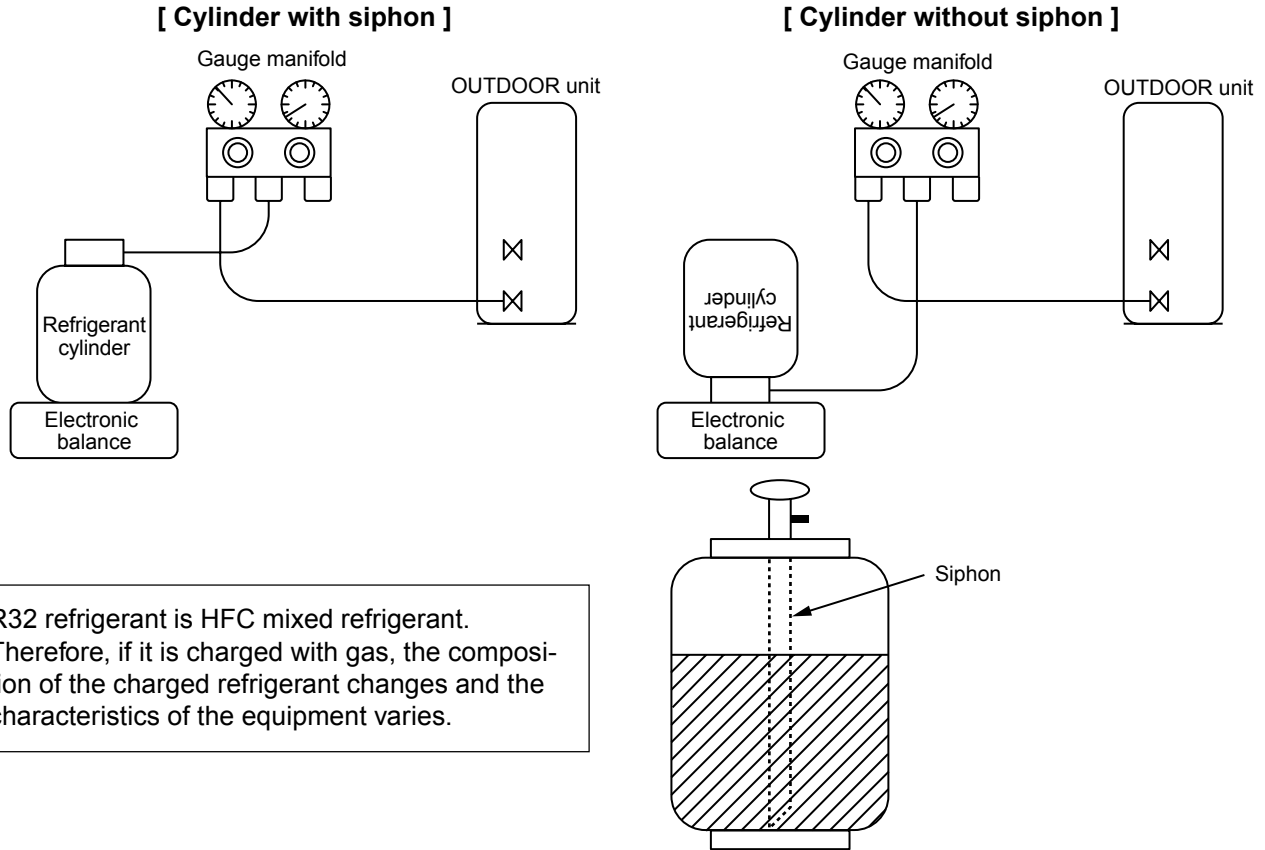 [ Cylinder with siphon ]
Gauge manifold
OUTDOOR unit
Refrigerant
cylinder
Electronic
balance
[ Cylinder without siphon ]
Gauge manifold
OUTDOOR unit
Refrigerant
cylinder
Electronic
balance
Siphon
R32 refrigerant is HFC mixed refrigerant.
Therefore, if it is charged with gas, the composi-
tion of the charged refrigerant changes and the
characteristics of the equipment varies.